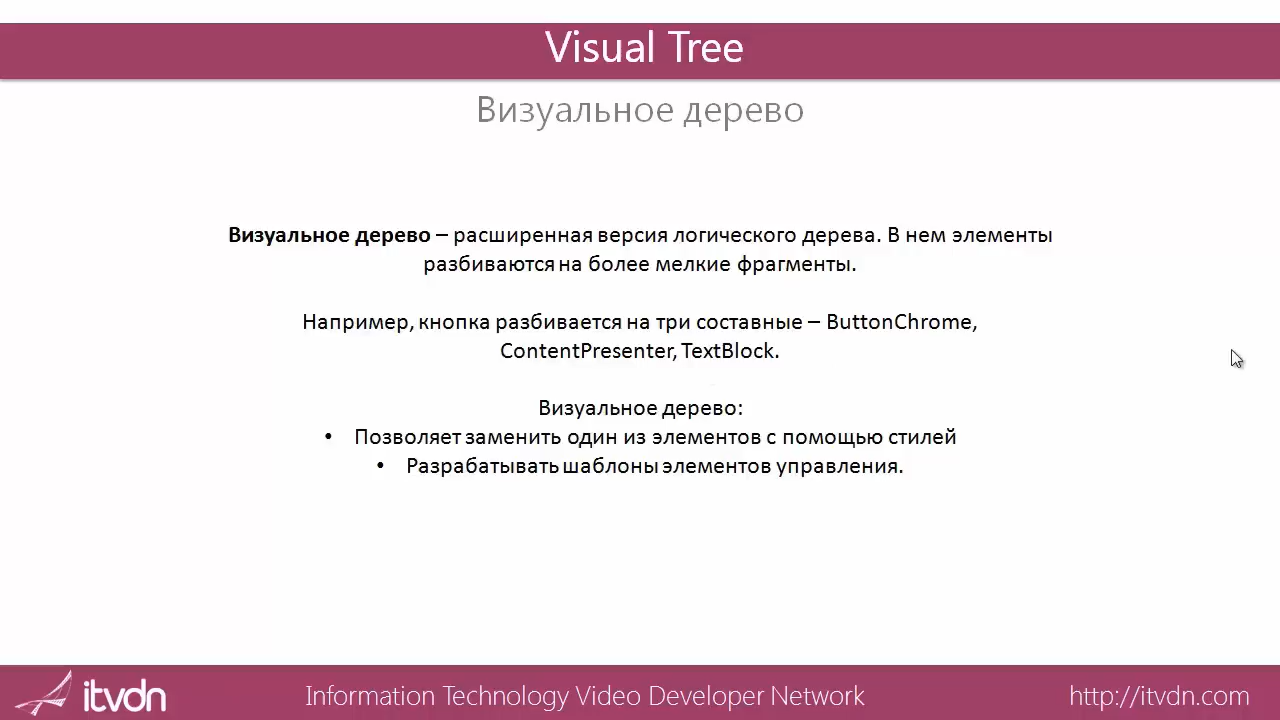 Visual Tree
Визуальное дерево
Визуальное дерево – расширенная версия логического дерева. В нем элементы
разбиваются на более мелкие фрагменты.
Например, кнопка разбивается на три составные – ButtonChrome,
ContentPresenter, TextBlock.
Визуальное дерево:
• Позволяет заменить один из элементов с помощью стилей
• Разрабатывать шаблоны элементов управления.
itvdn
Information Technology Video Developer Network
http://itvdn.com